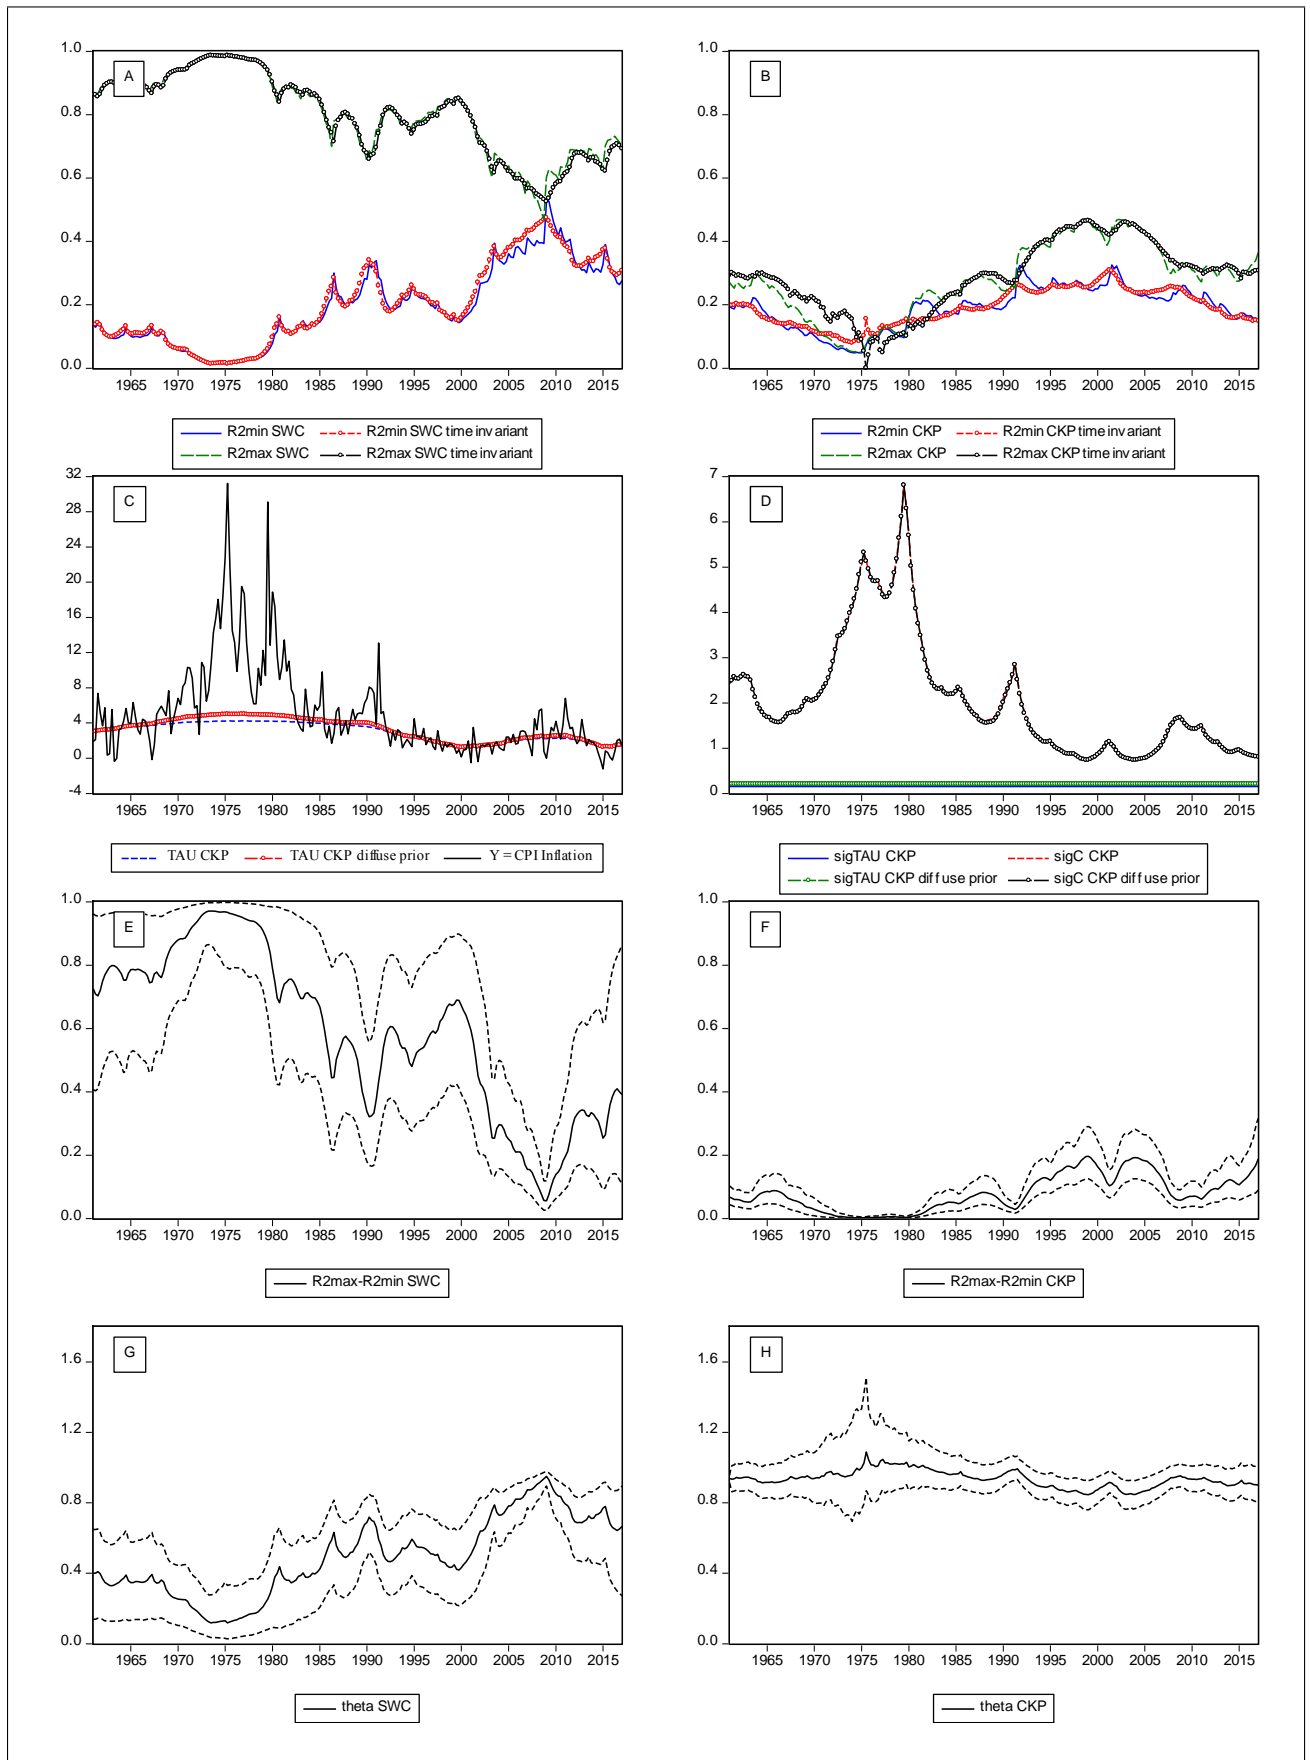 A
B
1.0
0.8
0.6
0.4
0.2
0.0
1965 1970 1975 1980 1985 1990 1995 2000 2005 2010 2015
R2min SWC R2min SWC time invariant
R2max SWC R2max SWC time invariant
1.0
0.8
0.6
0.4
0.2
0.0
1965 1970 1975 1980 1985 1990 1995 2000 2005 2010 2015
R2min CKP R2min CKP time invariant
R2max CKP R2max CKP time invariant
C
32
28
24
20
16
12
8
4
0
-4
1965 1970 1975 1980 1985 1990 1995 2000 2005 2010 2015
TAU CKP TAU CKP diffuse prior Y = CPI Inflation
D
7
6
5
4
3
2
1
0
1965 1970 1975 1980 1985 1990 1995 2000 2005 2010 2015
sigTAU CKP sigC CKP
sigTAU CKP diffuse prior sigC CKP diffuse prior
E
1.0
0.8
0.6
0.4
0.2
0.0
1965 1970 1975 1980 1985 1990 1995 2000 2005 2010 2015
R2max-R2min SWC
F
1.0
0.8
0.6
0.4
0.2
0.0
1965 1970 1975 1980 1985 1990 1995 2000 2005 2010 2015
R2max-R2min CKP
G
1.6
1.2
0.8
0.4
0.0
1965 1970 1975 1980 1985 1990 1995 2000 2005 2010 2015
theta SWC
H
1.6
1.2
0.8
0.4
0.0
1965 1970 1975 1980 1985 1990 1995 2000 2005 2010 2015
theta CKP